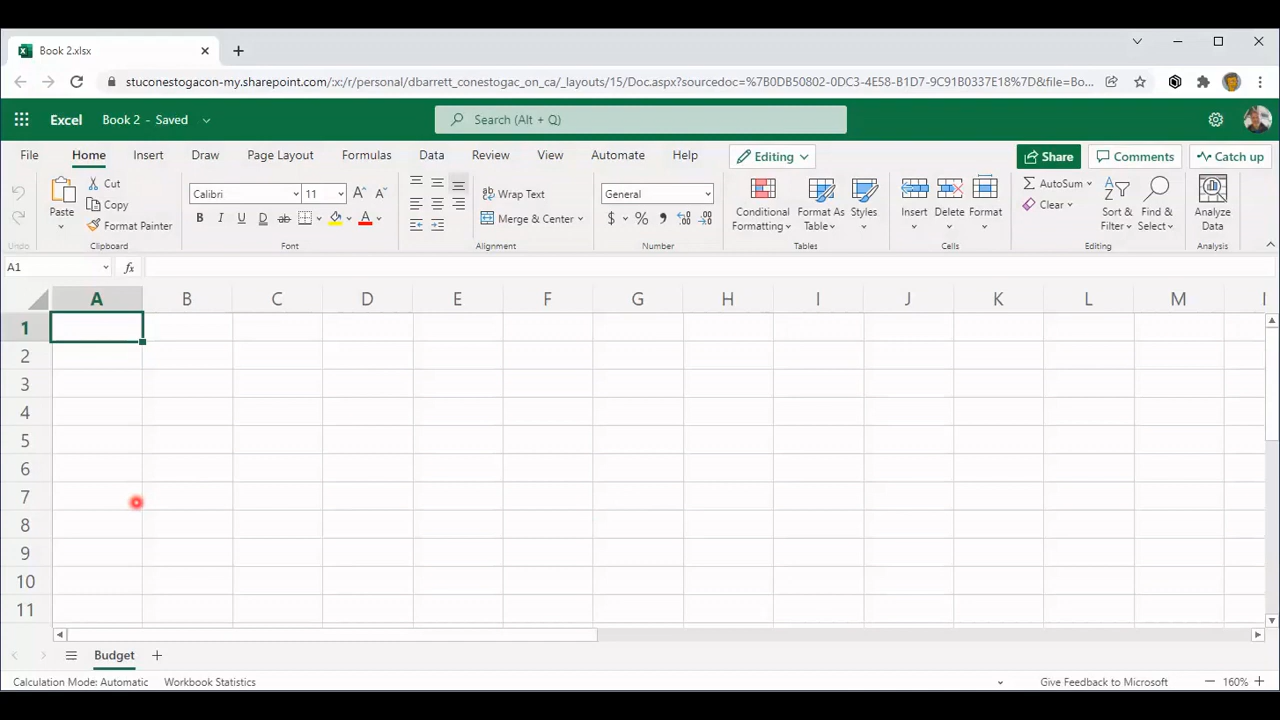 Book 2.xlsx
stuconestogacon-my.sharepoint.com/:x:/r/personal/dbarrett_conestogac_on_ca/_layouts/15/Doc.aspx?sourcedoc=%7B0DB50802-0DC3-4E58-B1D7-9C91B0337E18%7D&file=Bo...
Excel Book 2 - Saved Search (Alt + Q)
File Home Insert Draw Page Layout Formulas Data Review View Automate Help Editing Share Comments Catch up
Cut
Copy
Format Painter
Paste
Undo
Clipboard
Calibri 11
B I U D ab A
Font
Wrap Text
Merge & Center
Alignment
General
$ % 9
Number
Conditional Formatting
Format As Table
Styles
Tables
Insert Delete Format
Cells
AutoSum
Clear
Sort & Filter
Find & Select
Editing
Analyze Data
Analysis
A1 fx
A B C D E F G H I J K L M
1
2
3
4
5
6
7
8
9
10
11
Budget
Calculation Mode: Automatic Workbook Statistics Give Feedback to Microsoft 160%